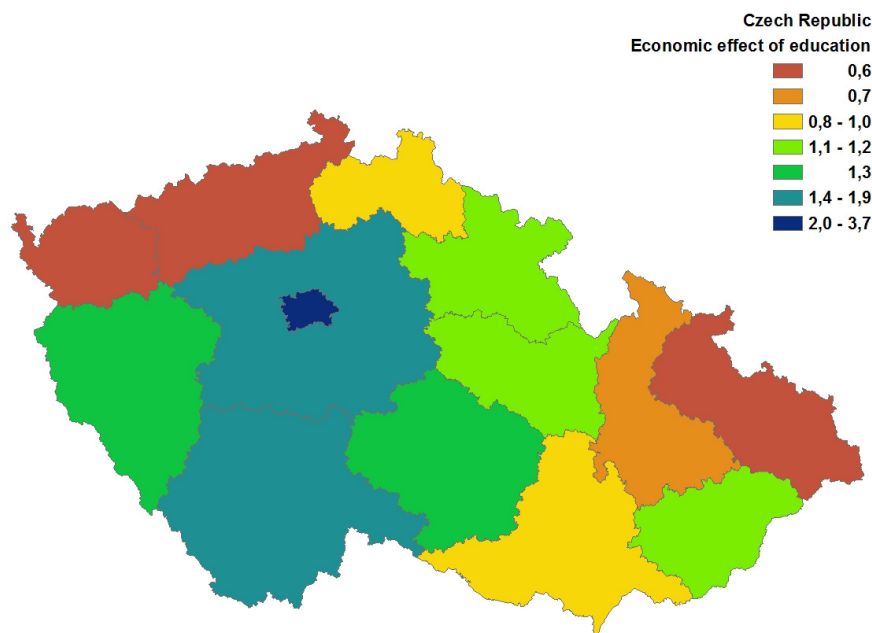 Czech Republic
Economic effect of education
0,6
0,7
0,8 - 1,0
1,1 - 1,2
1,3
1,4 - 1,9
2,0 - 3,7